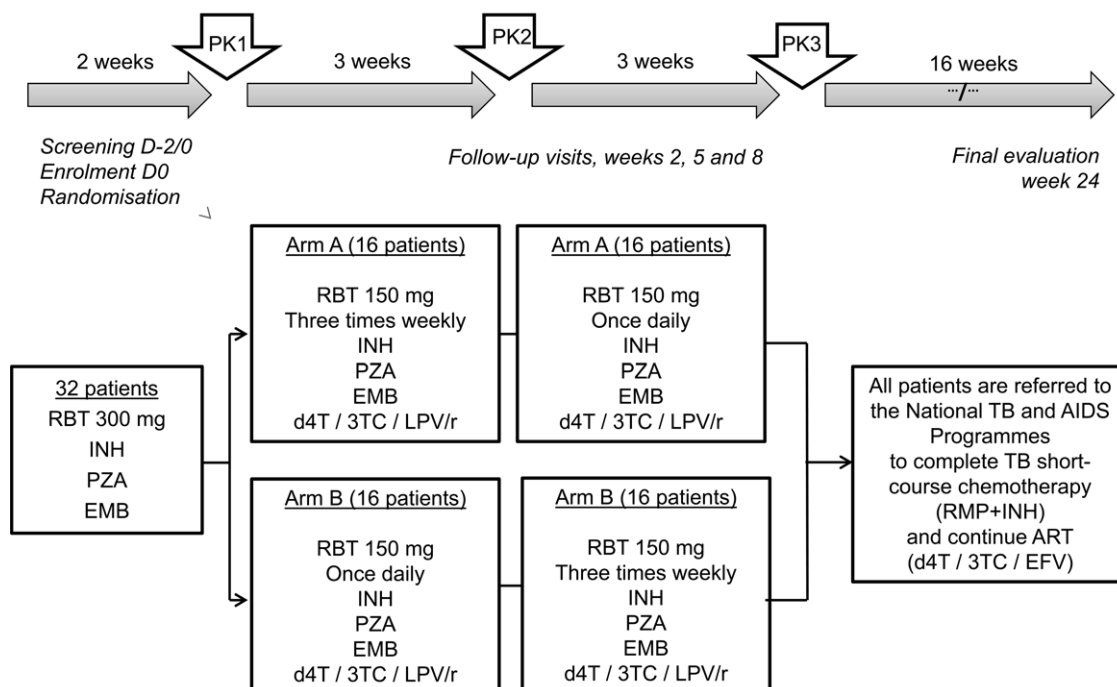 PK1
PK2
PK3
2 weeks
3 weeks
3 weeks
16 weeks
.../...
Screening D-2/0
Enrolment D0
Randomisation
Follow-up visits, weeks 2, 5 and 8
Final evaluation
week 24
32 patients
RBT 300 mg
INH
PZA
EMB
Arm A (16 patients)
RBT 150 mg
Three times weekly
INH
PZA
EMB
d4T / 3TC / LPV/r
Arm A (16 patients)
RBT 150 mg
Once daily
INH
PZA
EMB
d4T / 3TC / LPV/r
Arm B (16 patients)
RBT 150 mg
Once daily
INH
PZA
EMB
d4T / 3TC / LPV/r
Arm B (16 patients)
RBT 150 mg
Three times weekly
INH
PZA
EMB
d4T / 3TC / LPV/r
All patients are referred to
the National TB and AIDS
Programmes
to complete TB short-
course chemotherapy
(RMP+INH)
and continue ART
(d4T / 3TC / EFV)